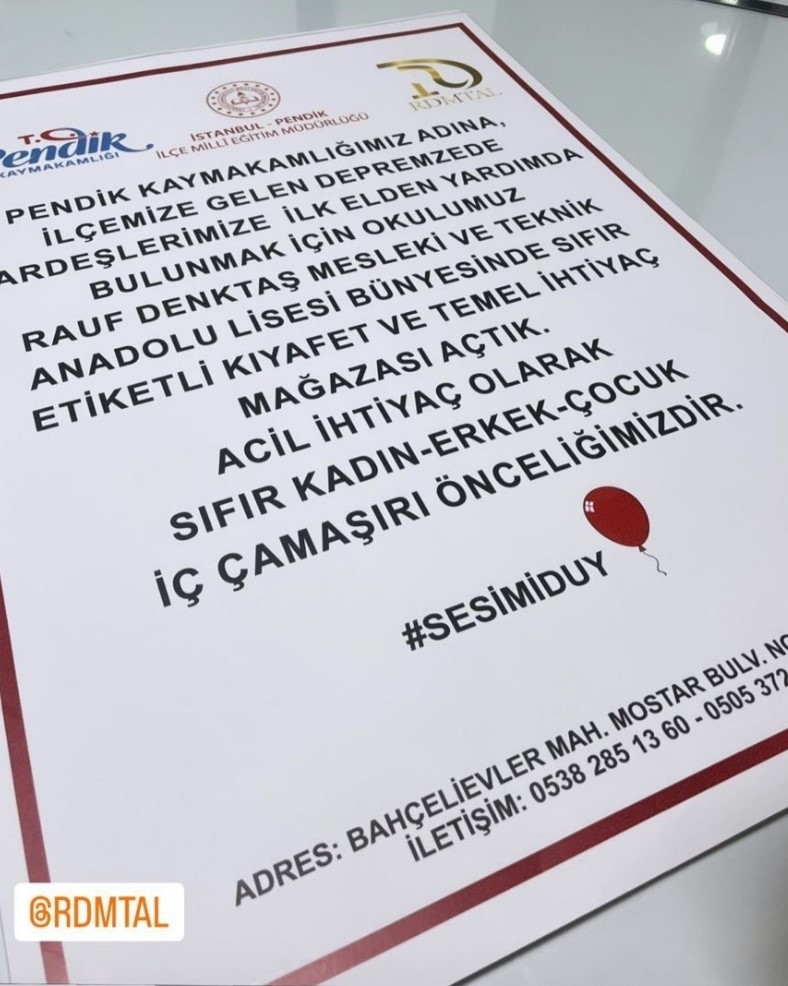 T.C.
Pendik
KAYMAKAMLIĞI
İSTANBUL - PENDİK
İLÇE MİLLİ EĞİTİM MÜDÜRLÜĞÜ
RDMTAL
PENDİK KAYMAKAMLIĞIMIZ ADINA,
İLÇEMİZE GELEN DEPREMZEDE
ARDEŞLERİMİZE İLK ELDEN YARDIMDA
BULUNMAK İÇİN OKULUMUZ
RAUF DENKTAŞ MESLEKİ VE TEKNİK
ANADOLU LİSESİ BÜNYESİNDE SIFIR
ETİKETLİ KIYAFET VE TEMEL İHTİYAÇ
MAĞAZASI AÇTIK.
ACİL İHTİYAÇ OLARAK
SIFIR KADIN-ERKEK-ÇOCUK
İÇ ÇAMAŞIRI ÖNCELİĞİMİZDİR.
#SESİMİDUY
ADRES: BAHÇELİEVLER MAH. MOSTAR BULV. NO
İLETİŞİM: 0538 285 13 60 - 0505 372
@RDMTAL